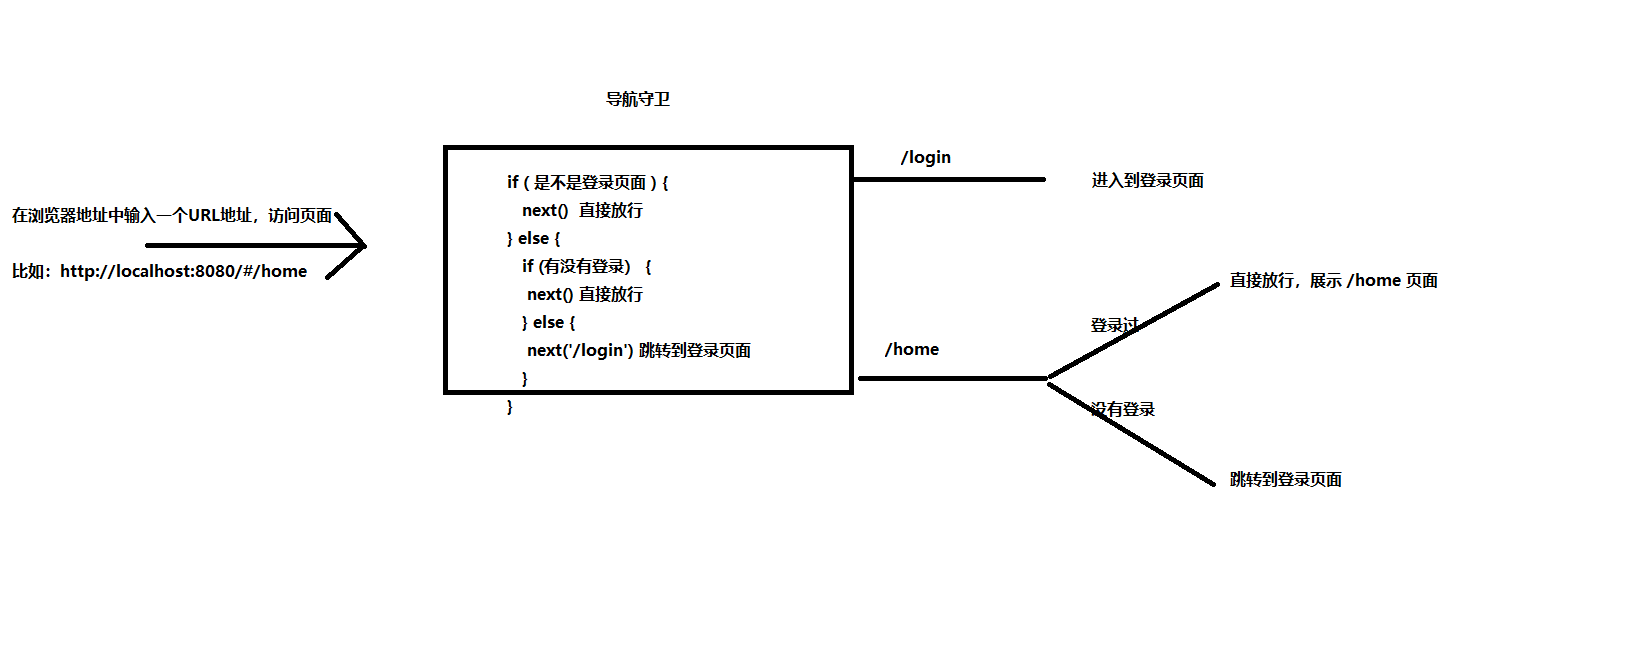 导航守卫
在浏览器地址中输入一个URL地址，访问页面
比如：http://localhost:8080/#/home
if ( 是不是登录页面 ) {
next()  直接放行
} else {
if (有没有登录） {
next() 直接放行
} else {
next('/login') 跳转到登录页面
}
}
/login
进入到登录页面
/home
登录过
直接放行，展示 /home 页面
没有登录
跳转到登录页面